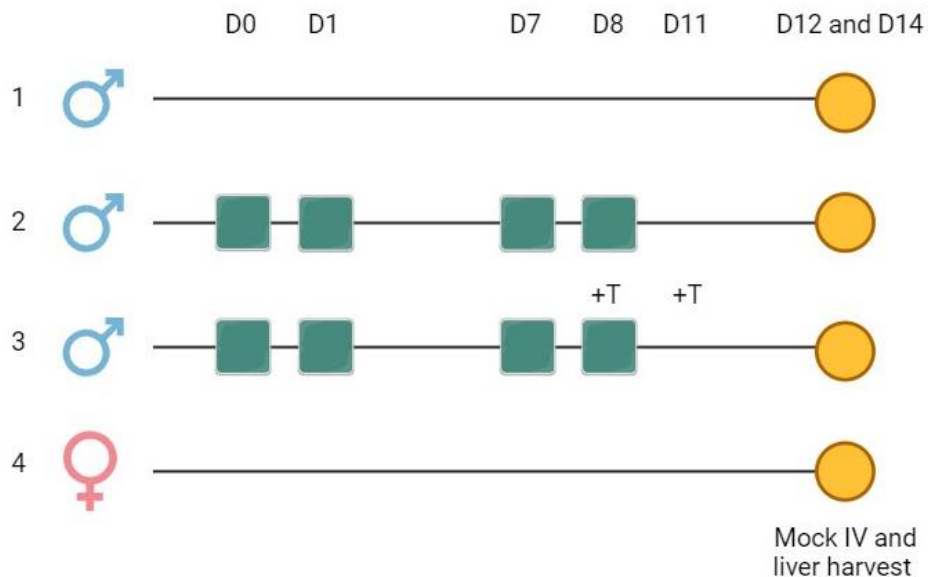 D0 D1 D7 D8 D11 D12 and D14
1
2
+T +T
3
4
Mock IV and
liver harvest